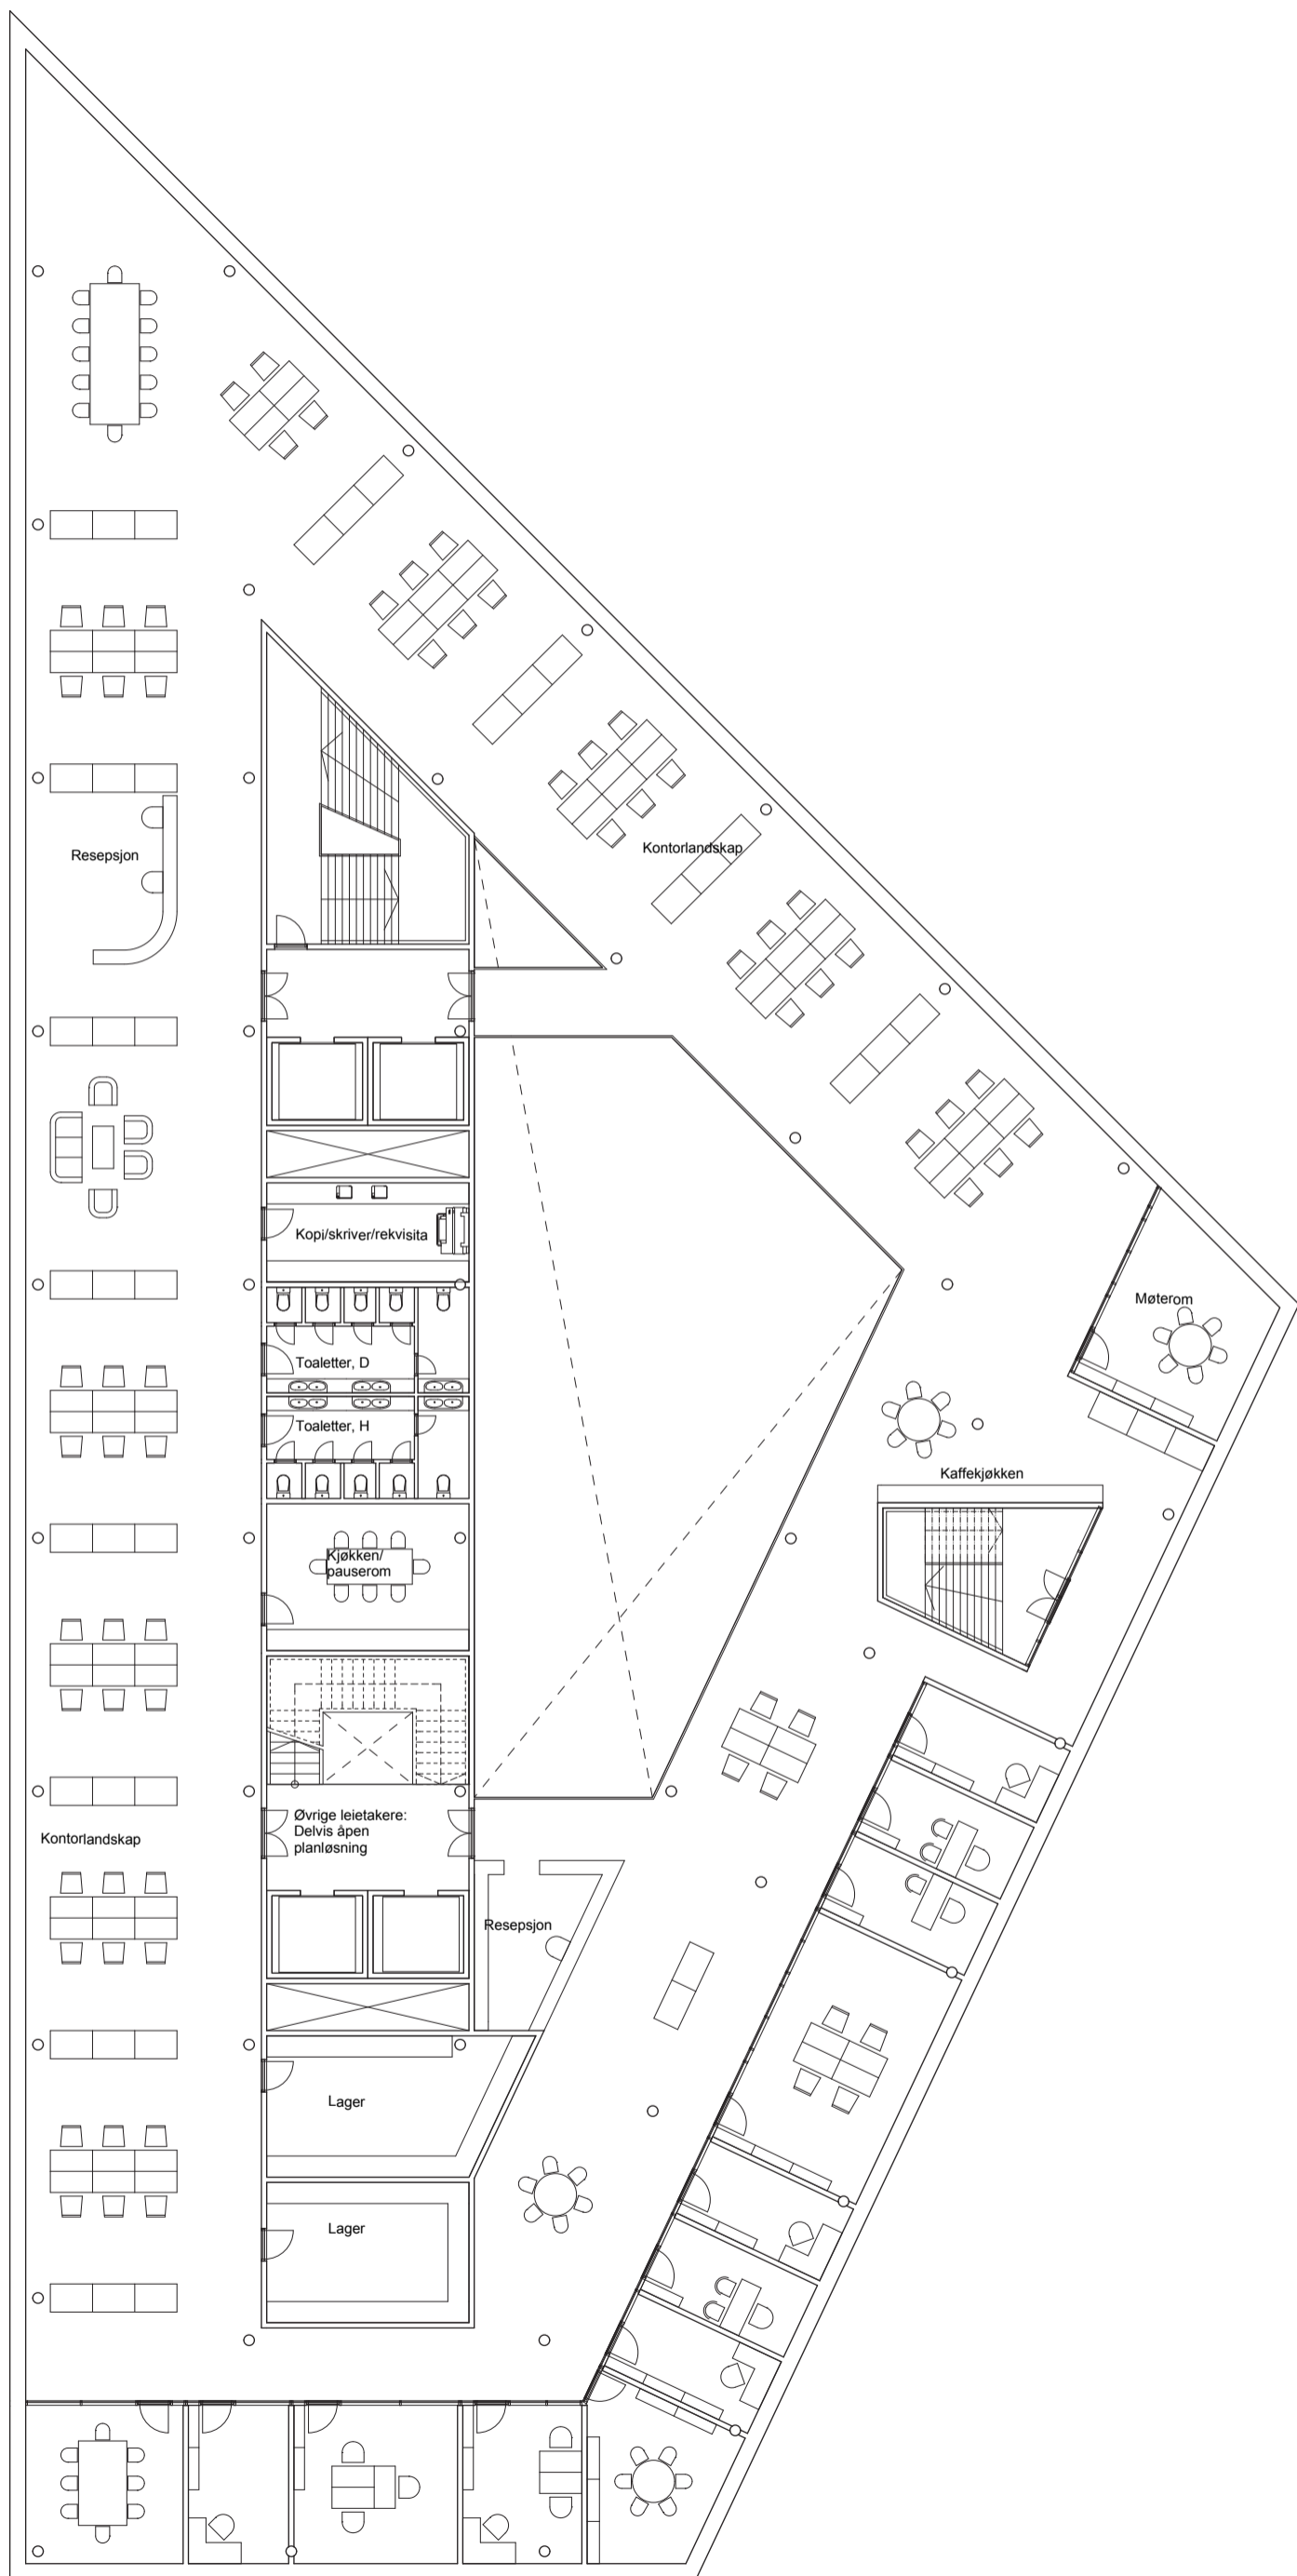 Kontorlandskap
Resepsjon
Kopi/skriver/rekvisita
Møterom
Toaletter, D
Toaletter, H
Kaffekjøkken
Kjøkken/
pauserom
Øvrige leietakere:
Delvis åpen
planløsning
Kontorlandskap
Resepsjon
Lager
Lager